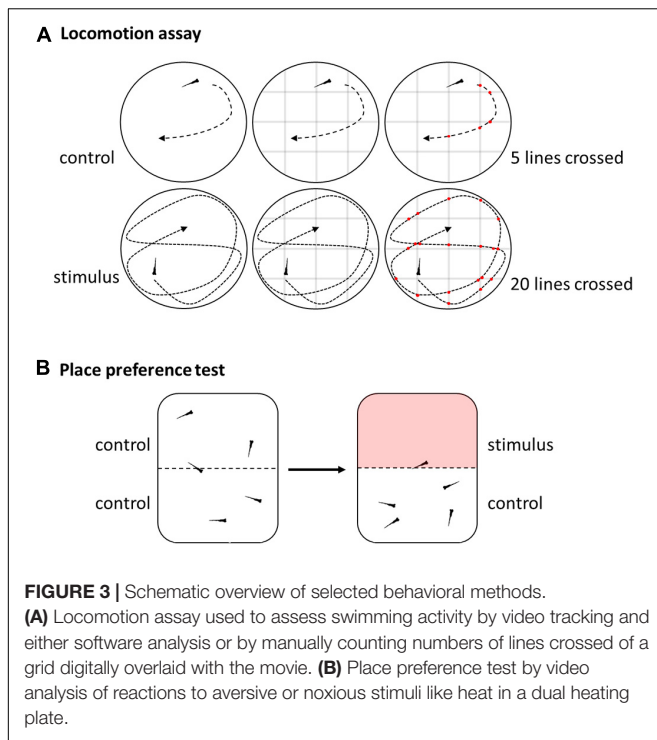 A Locomotion assay
control
5 lines crossed
stimulus
20 lines crossed
B Place preference test
control
stimulus
control
control
FIGURE 3 | Schematic overview of selected behavioral methods.
(A) Locomotion assay used to assess swimming activity by video tracking and
either software analysis or by manually counting numbers of lines crossed of a
grid digitally overlaid with the movie. (B) Place preference test by video
analysis of reactions to aversive or noxious stimuli like heat in a dual heating
plate.